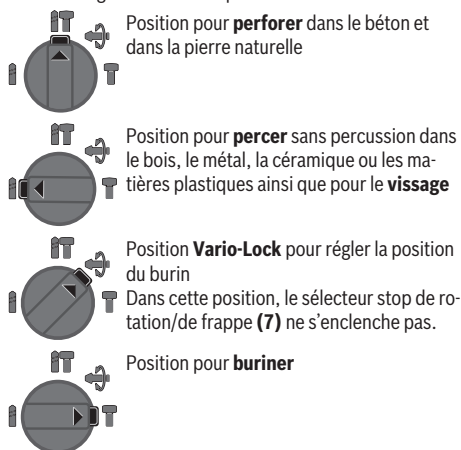 Position pour perforer dans le béton et
dans la pierre naturelle
Position pour percer sans percussion dans
le bois, le métal, la céramique ou les ma-
tières plastiques ainsi que pour le vissage
Position Vario-Lock pour régler la position
du burin
Dans cette position, le sélecteur stop de ro-
tation/de frappe (7) ne s'enclenche pas.
Position pour buriner